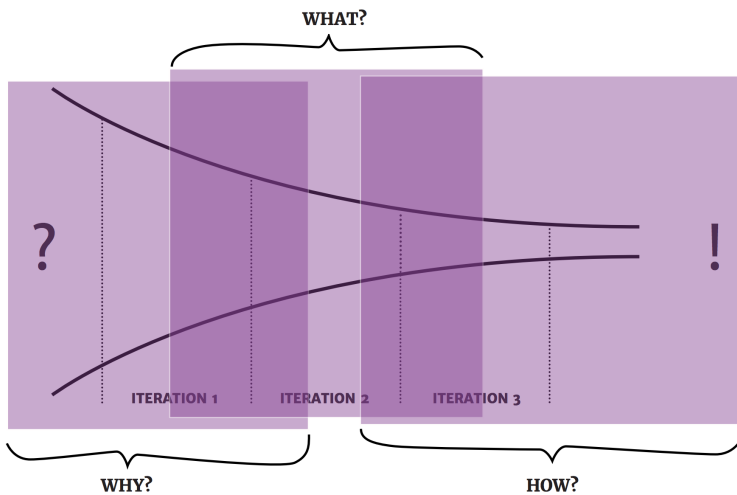 WHAT?
?
!
ITERATION 1
ITERATION 2
ITERATION 3
WHY?
HOW?